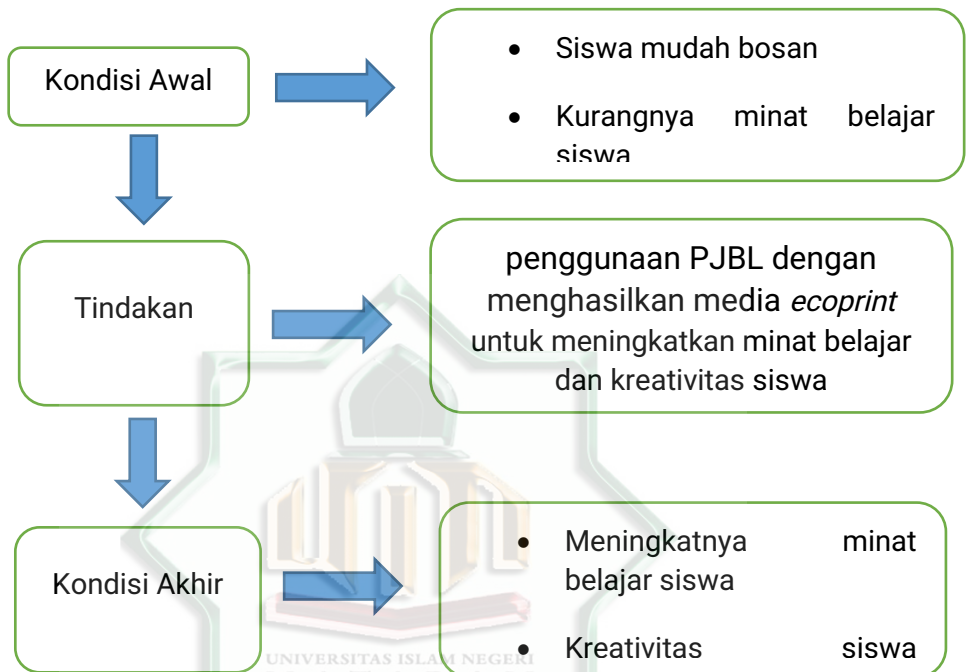 Kondisi Awal
• Siswa mudah bosan
• Kurangnya minat belajar
siswa
Tindakan
penggunaan PJBL dengan
menghasilkan media ecoprint
untuk meningkatkan minat belajar
dan kreativitas siswa
Kondisi Akhir
• Meningkatnya minat
belajar siswa
• Kreativitas siswa
UNIVERSITAS ISLAM NEGERI